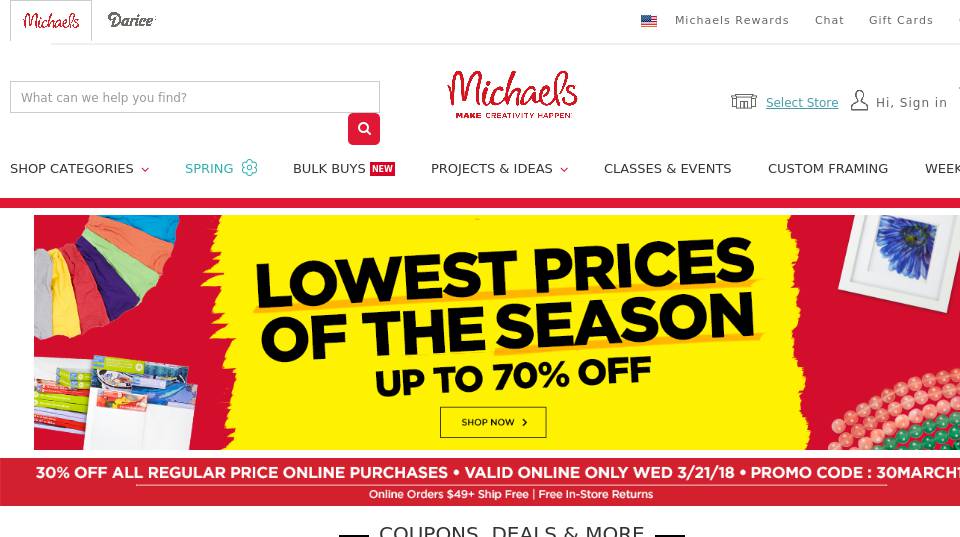 Michaels
Darice
Michaels Rewards
Chat
Gift Cards
What can we help you find?
Michaels
MAKE CREATIVITY HAPPEN
Select Store
Hi, Sign in
SHOP CATEGORIES
SPRING
BULK BUYS NEW
PROJECTS & IDEAS
CLASSES & EVENTS
CUSTOM FRAMING
WEEK
LOWEST PRICES
OF THE SEASON
UP TO 70% OFF
SHOP NOW
30% OFF ALL REGULAR PRICE ONLINE PURCHASES • VALID ONLINE ONLY WED 3/21/18 • PROMO CODE : 30MARCH
Online Orders $49+ Ship Free | Free In-Store Returns
COUPONS, DEALS & MORE